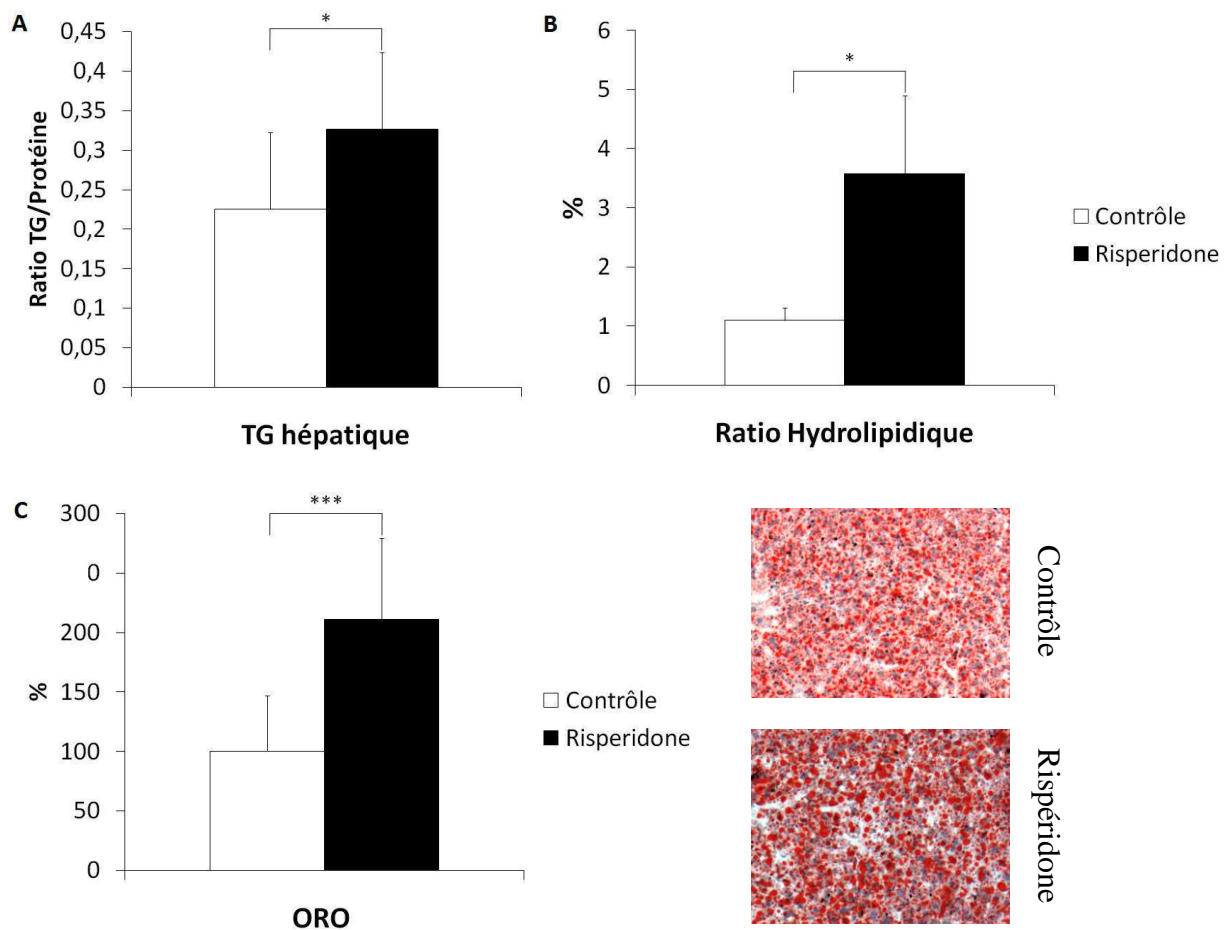 A
*
0,45
0,4
0,35
0,3
0,25
0,2
0,15
0,1
0,05
0
Ratio TG/Protéine
TG hépatique
B
*
6
5
4
3
2
1
0
%
Ratio Hydrolipidique
Contrôle
Risperidone
C
***
300
0
200
150
100
50
0
%
ORO
Contrôle
Risperidone
Contrôle
Rispéridone